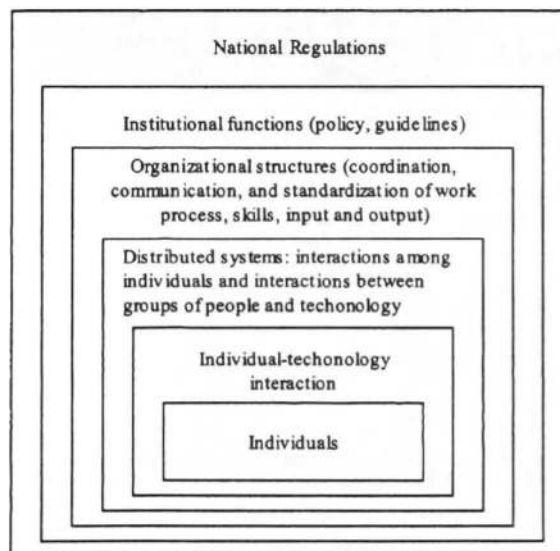 National Regulations
Institutional functions (policy, guidelines)
Organizational structures (coordination,
communication, and standardization of work
process, skills, input and output)
Distributed systems: interactions among
individuals and interactions between
groups of people and techonology
Individual-techonology
interaction
Individuals